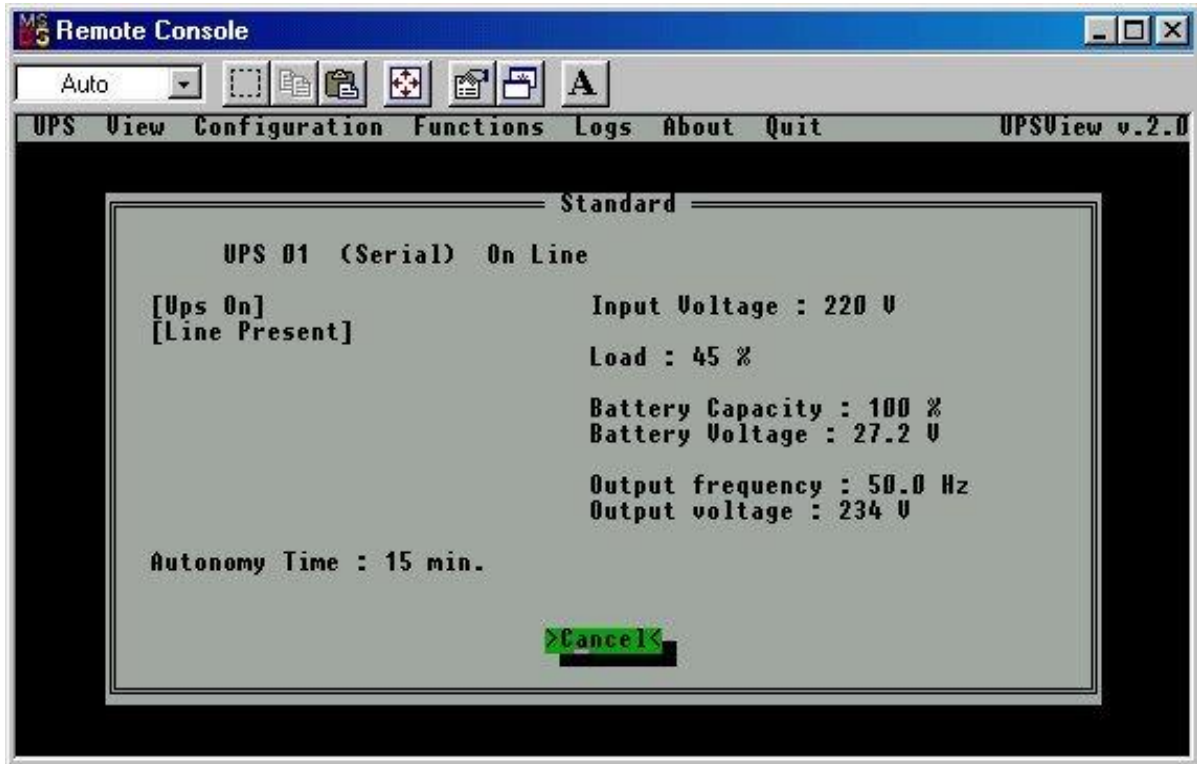 Remote Console
Auto
A
UPS View Configuration Functions Logs About Quit UPSView v.2.0
Standard
UPS 01 (Serial) On Line
[Ups On]
[Line Present]
Input Voltage : 220 V
Load : 45 %
Battery Capacity : 100 %
Battery Voltage : 27.2 V
Output frequency : 50.0 Hz
Output voltage : 234 V
Autonomy Time : 15 min.
>Cancel<